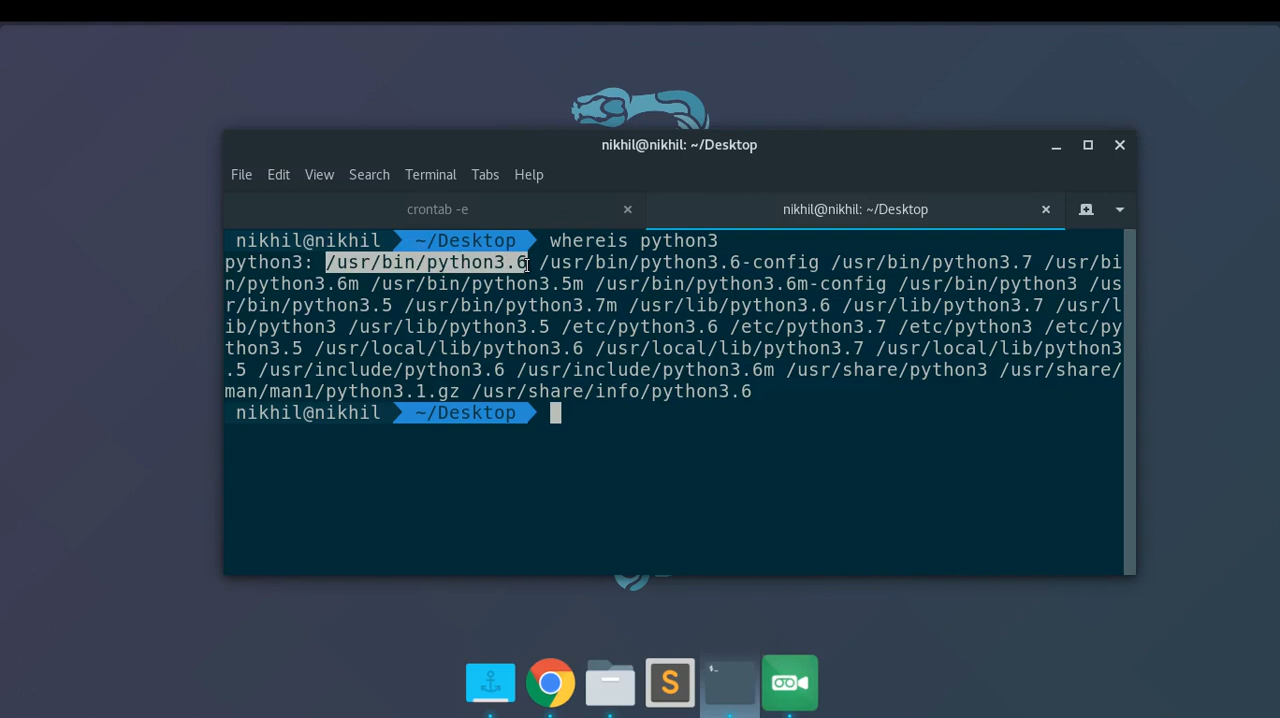 nikhil@nikhil: ~/Desktop
File Edit View Search Terminal Tabs Help
crontab -e
nikhil@nikhil: ~/Desktop
nikhil@nikhil ~/Desktop whereis python3
python3: /usr/bin/python3.6 /usr/bin/python3.6-config /usr/bin/python3.7 /usr/bi
n/python3.6m /usr/bin/python3.5m /usr/bin/python3.6m-config /usr/bin/python3 /us
r/bin/python3.5 /usr/bin/python3.7m /usr/lib/python3.6 /usr/lib/python3.7 /usr/l
ib/python3 /usr/lib/python3.5 /etc/python3.6 /etc/python3.7 /etc/python3 /etc/py
thon3.5 /usr/local/lib/python3.6 /usr/local/lib/python3.7 /usr/local/lib/python3
.5 /usr/include/python3.6 /usr/include/python3.6m /usr/share/python3 /usr/share/
man/man1/python3.1.gz /usr/share/info/python3.6
nikhil@nikhil ~/Desktop
$_
S